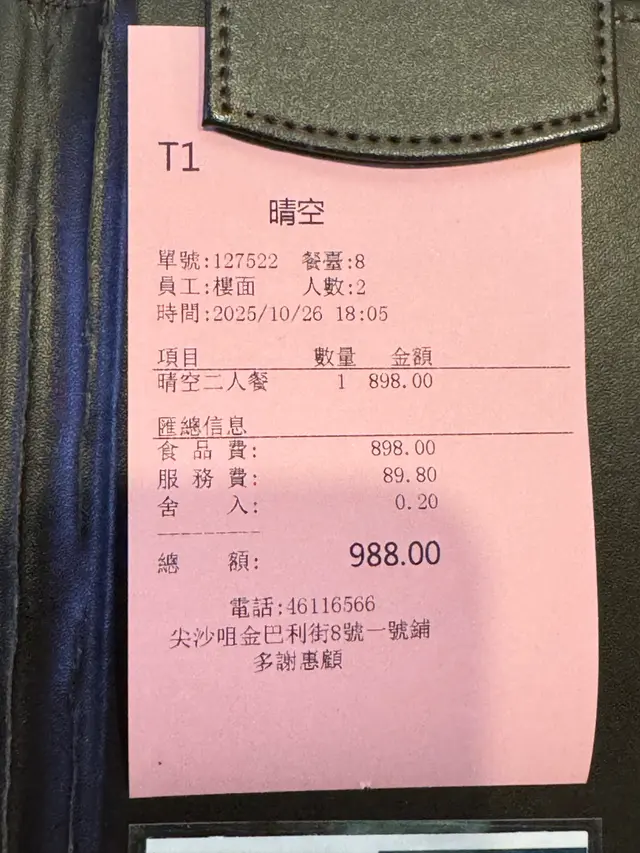 T1
晴空
單號:127522 餐臺:8
員工:樓面 人數:2
時間:2025/10/26 18:05
項目 數量 金額
晴空二人餐 1 898.00
匯總信息
食品費: 898.00
服務費: 89.80
舍入: 0.20
總額: 988.00
電話:46116566
尖沙咀金巴利街8號一號鋪
多謝惠顧